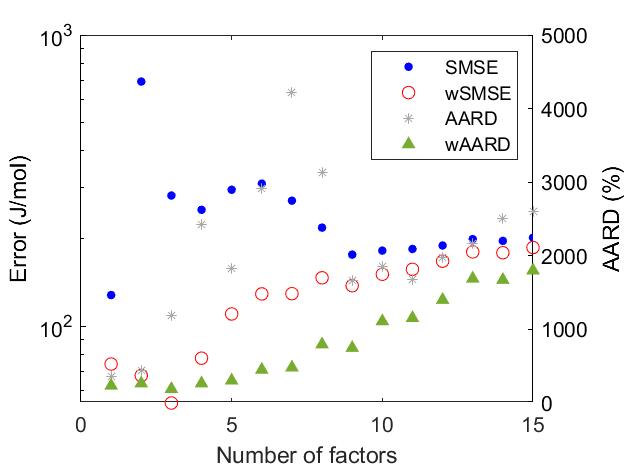 10³
10²
Error (J/mol)
SMSE
wSMSE
AARD
wAARD
5000
4000
3000
2000
1000
0
AARD (%)
0
5
10
15
Number of factors